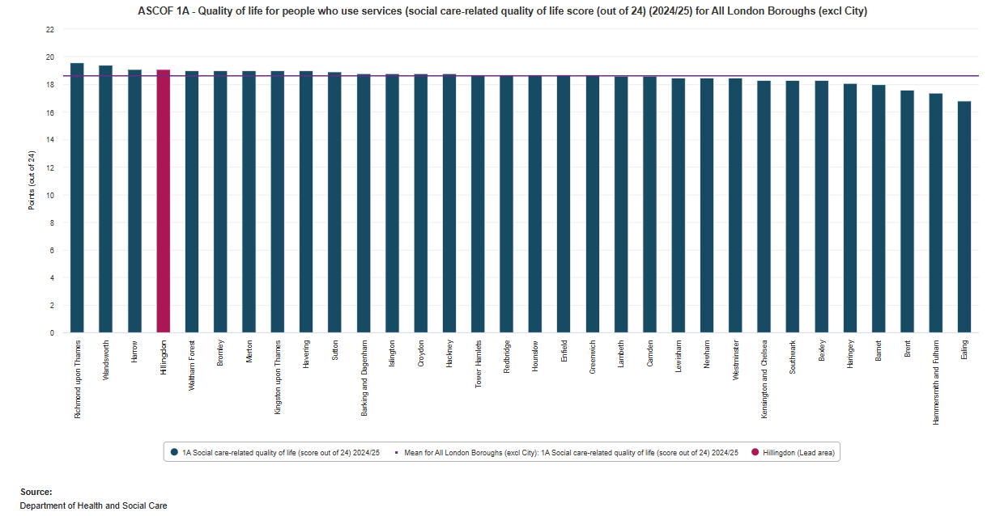 ASCOF 1A - Quality of life for people who use services (social care-related quality of life score (out of 24) (2024/25) for All London Boroughs (excl City)
22
20
18
16
14
12
10
8
6
4
2
0
Points (out of 24)
Richmond upon Thames
Wandsworth
Harrow
Hillingdon
Waltham Forest
Bromley
Merton
Kingston upon Thames
Havering
Sutton
Barking and Dagenham
Islington
Croydon
Hackney
Tower Hamlets
Redbridge
Hounslow
Enfield
Greenwich
Lambeth
Camden
Lewisham
Newham
Westminster
Kensington and Chelsea
Southwark
Bexley
Haringey
Barnet
Brent
Hammersmith and Fulham
Ealing
1A Social care-related quality of life (score out of 24) 2024/25
Mean for All London Boroughs (excl City): 1A Social care-related quality of life (score out of 24) 2024/25
Hillingdon (Lead area)
Source:
Department of Health and Social Care